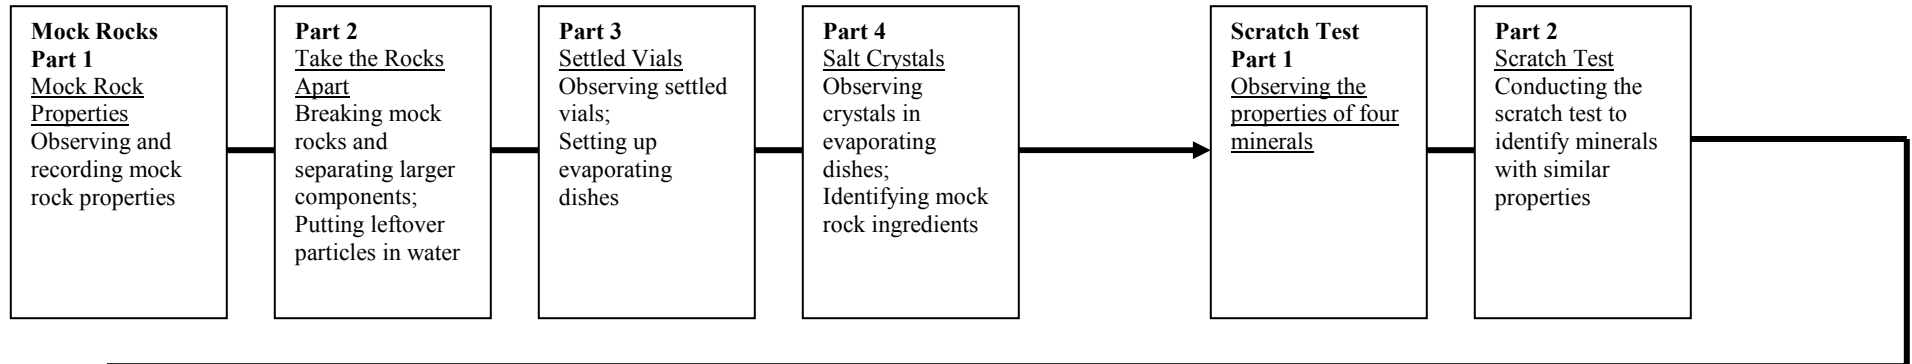 Mock Rocks
Part 1
Mock Rock
Properties
Observing and
recording mock
rock properties
Part 2
Take the Rocks
Apart
Breaking mock
rocks and
separating larger
components;
Putting leftover
particles in water
Part 3
Settled Vials
Observing settled
vials;
Setting up
evaporating
dishes
Part 4
Salt Crystals
Observing
crystals in
evaporating
dishes;
Identifying mock
rock ingredients
Scratch Test
Part 1
Observing the
properties of four
minerals
Part 2
Scratch Test
Conducting the
scratch test to
identify minerals
with similar
properties